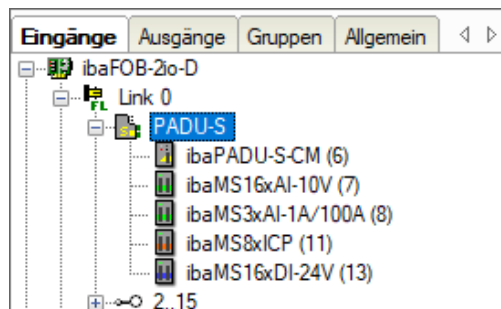 Eingänge Ausgänge Gruppen Allgemein
ibaFOB-2io-D
Link 0
PADU-S
ibaPADU-S-CM (6)
ibaMS16xAI-10V (7)
ibaMS3xAI-1A/100A (8)
ibaMS8xICP (11)
ibaMS16xDI-24V (13)
2..15